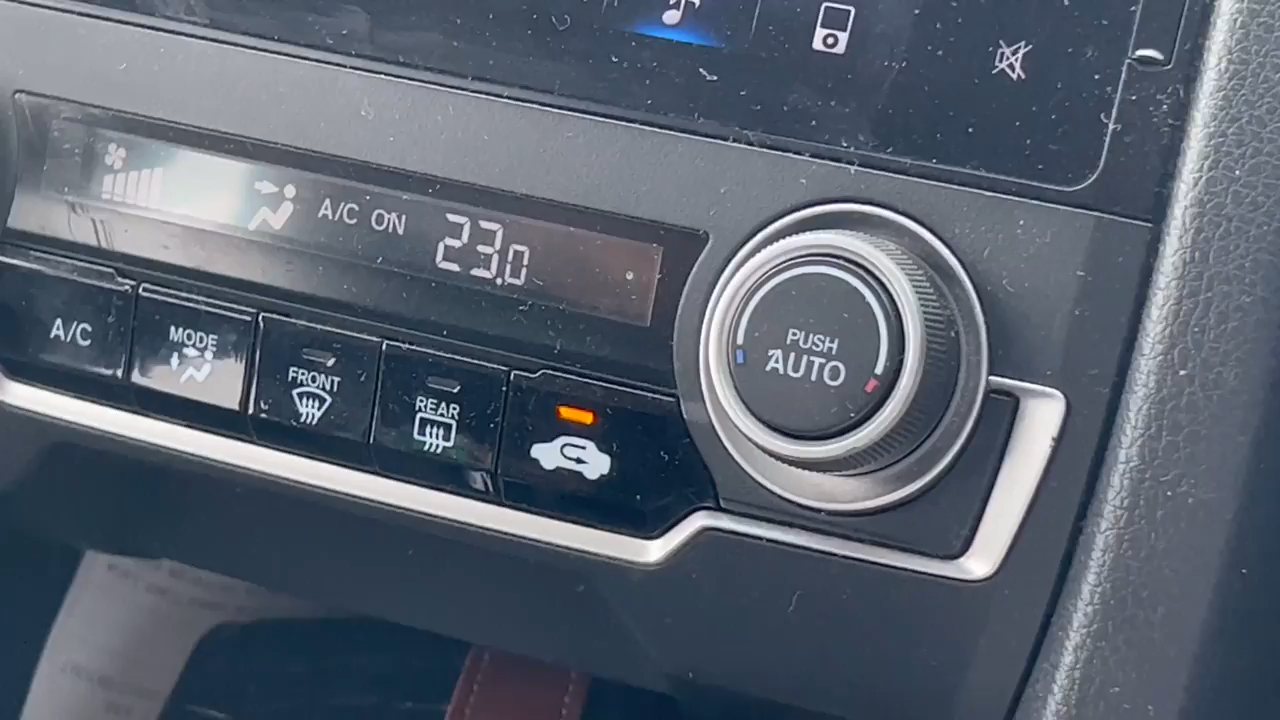 A/C ON 23.0
A/C
MODE
FRONT
REAR
PUSH
AUTO